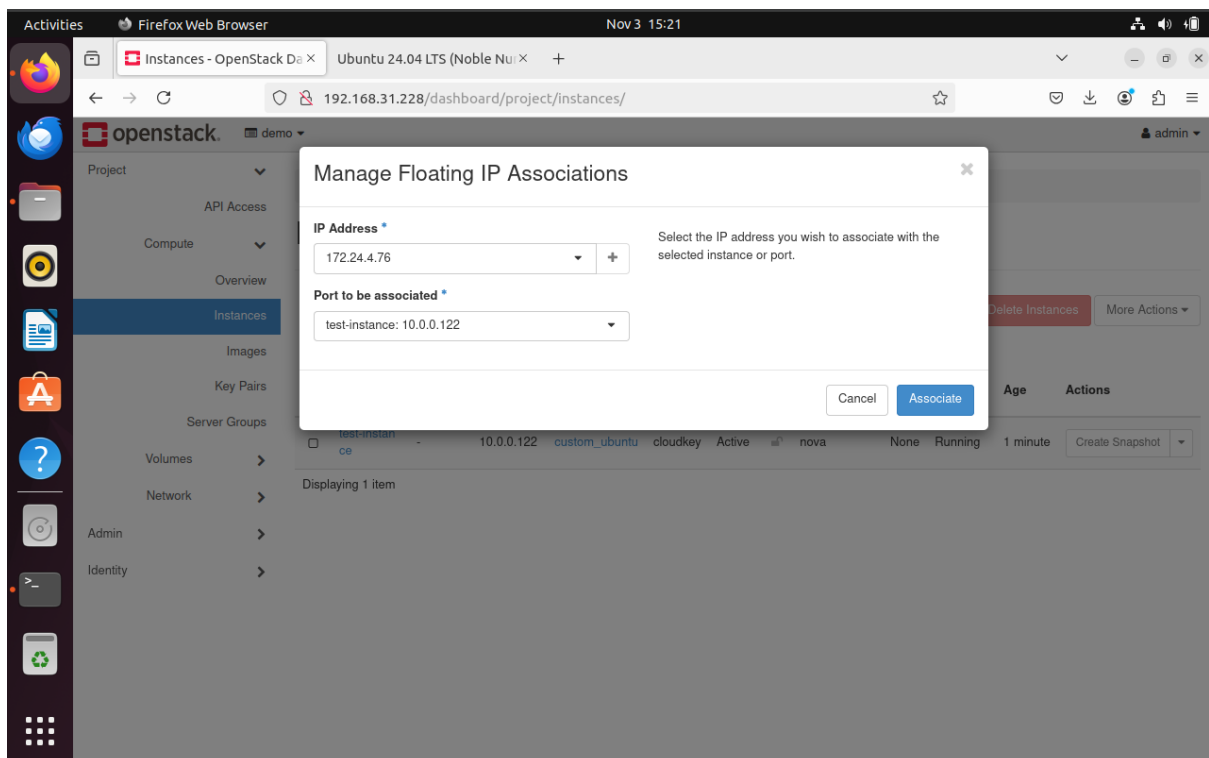 Activities
Firefox Web Browser
Nov 3 15:21
Instances - OpenStack Da
Ubuntu 24.04 LTS (Noble Nu
192.168.31.228/dashboard/project/instances/
openstack.
demo
admin
Project
API Access
Compute
Overview
Instances
Images
Key Pairs
Server Groups
Volumes
Network
Admin
Identity
Manage Floating IP Associations
IP Address *
172.24.4.76
Port to be associated *
test-instance: 10.0.0.122
Select the IP address you wish to associate with the
selected instance or port.
Cancel
Associate
Delete Instances
More Actions
Age
Actions
test-instan
ce
-
10.0.0.122
custom_ubuntu
cloudkey
Active
nova
None
Running
1 minute
Create Snapshot
Displaying 1 item